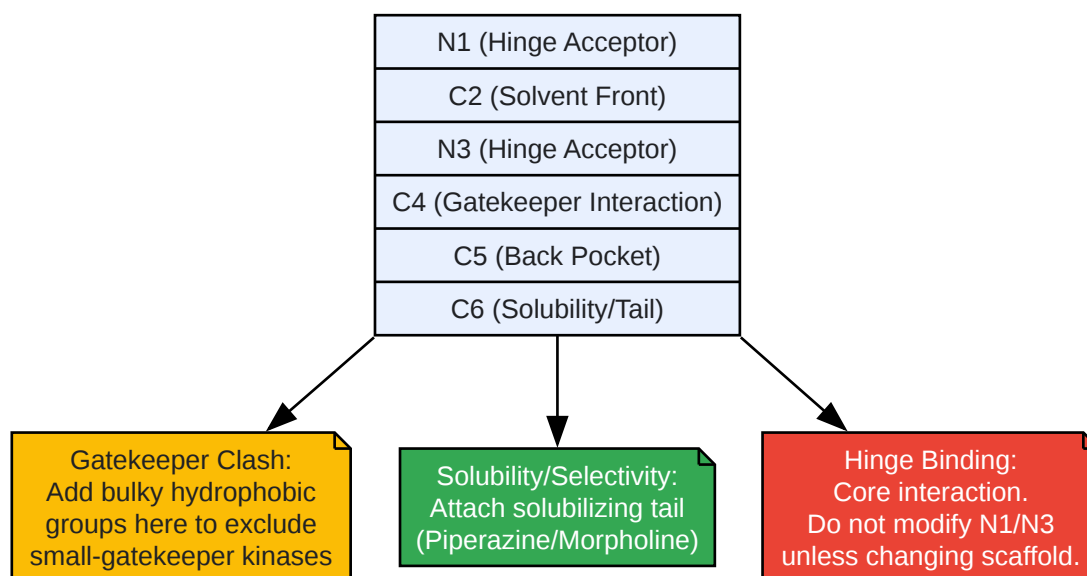 N1 (Hinge Acceptor)
C2 (Solvent Front)
N3 (Hinge Acceptor)
C4 (Gatekeeper Interaction)
C5 (Back Pocket)
C6 (Solubility/Tail)
Gatekeeper Clash:
Add bulky hydrophobic
groups here to exclude
small-gatekeeper kinases
Solubility/Selectivity:
Attach solubilizing tail
(Piperazine/Morpholine)
Hinge Binding:
Core interaction.
Do not modify N1/N3
unless changing scaffold.